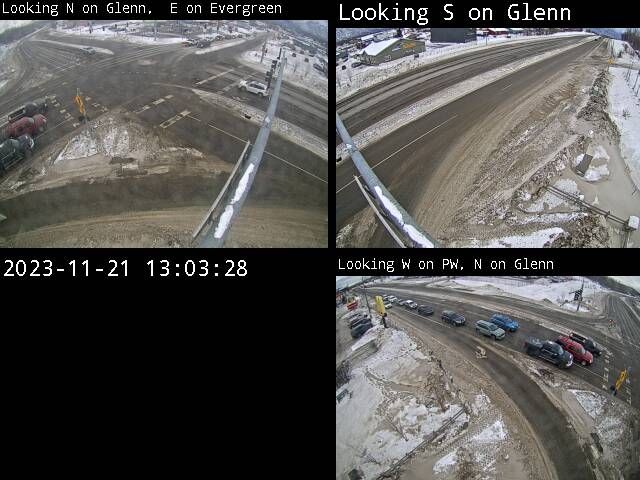 Looking N on Glenn,  E on Evergreen
Looking S on Glenn
2023-11-21 13:03:28
Looking W on PW, N on Glenn